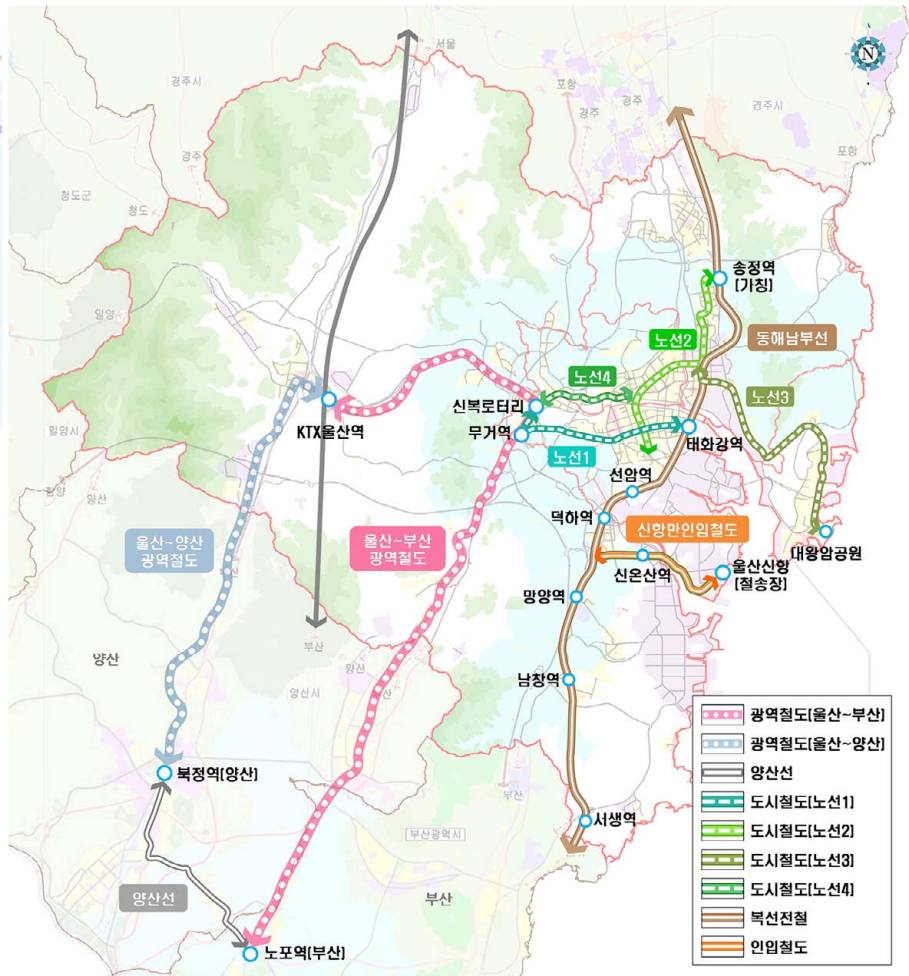 서울
경주시
포항
경주
경주
경주시
포항
N
청도군
경주
청도
밀양
송정역
[가칭]
노선2
동해남부선
노선4
노선3
신복로터리
KTX울산역
무거역
태화강역
노선1
밀양시
함양
양산
선암역
덕하역
신항만인입철도
대왕암공원
울산~양산
광역철도
울산~부산
광역철도
울산신항
[철송장]
신온산역
망양역
부산
양산
양산시
양산
남창역
북정역[양산]
부산
서생역
부산광역시
양산선
부산
노포역[부산]
광역철도[울산~부산]
광역철도[울산~양산]
양산선
도시철도[노선1]
도시철도[노선2]
도시철도[노선3]
도시철도[노선4]
복선전철
인입철도